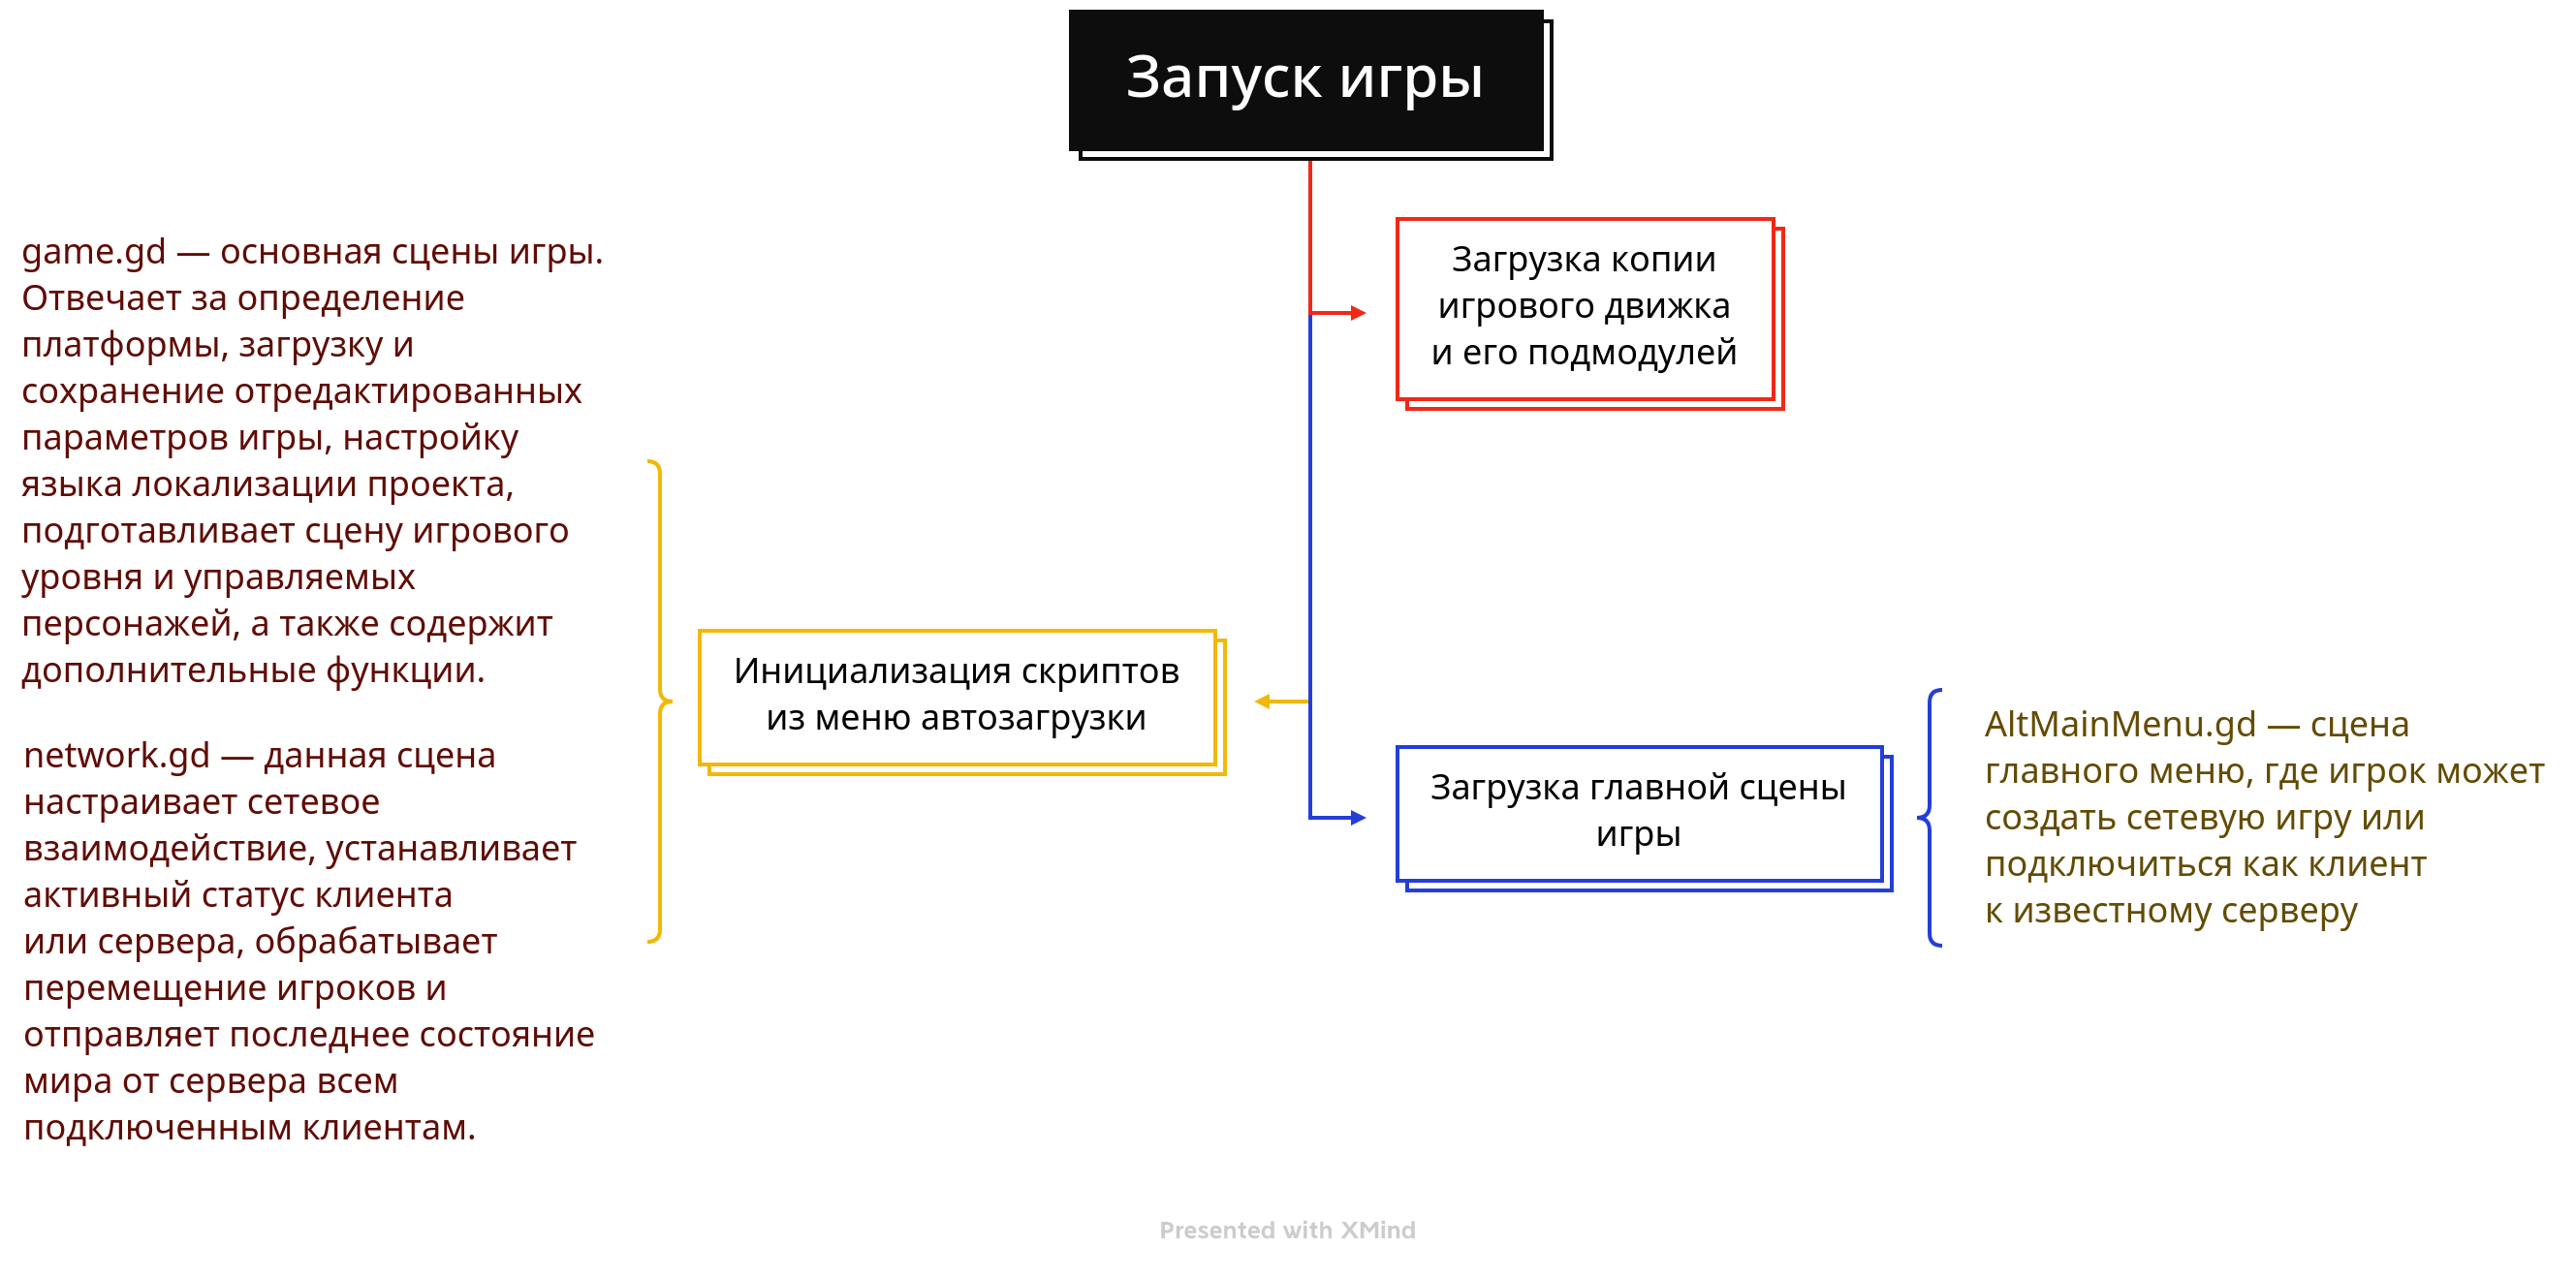 Запуск игры
Загрузка копии
игрового движка
и его подмодулей
game.gd — основная сцены игры.
Отвечает за определение
платформы, загрузку и
сохранение отредактированных
параметров игры, настройку
языка локализации проекта,
подготавливает сцену игрового
уровня и управляемых
персонажей, а также содержит
дополнительные функции.
network.gd — данная сцена
настраивает сетевое
взаимодействие, устанавливает
активный статус клиента
или сервера, обрабатывает
перемещение игроков и
отправляет последнее состояние
мира от сервера всем
подключенным клиентам.
Инициализация скриптов
из меню автозагрузки
Загрузка главной сцены
игры
AltMainMenu.gd — сцена
главного меню, где игрок может
создать сетевую игру или
подключиться как клиент
к известному серверу
Presented with XMind